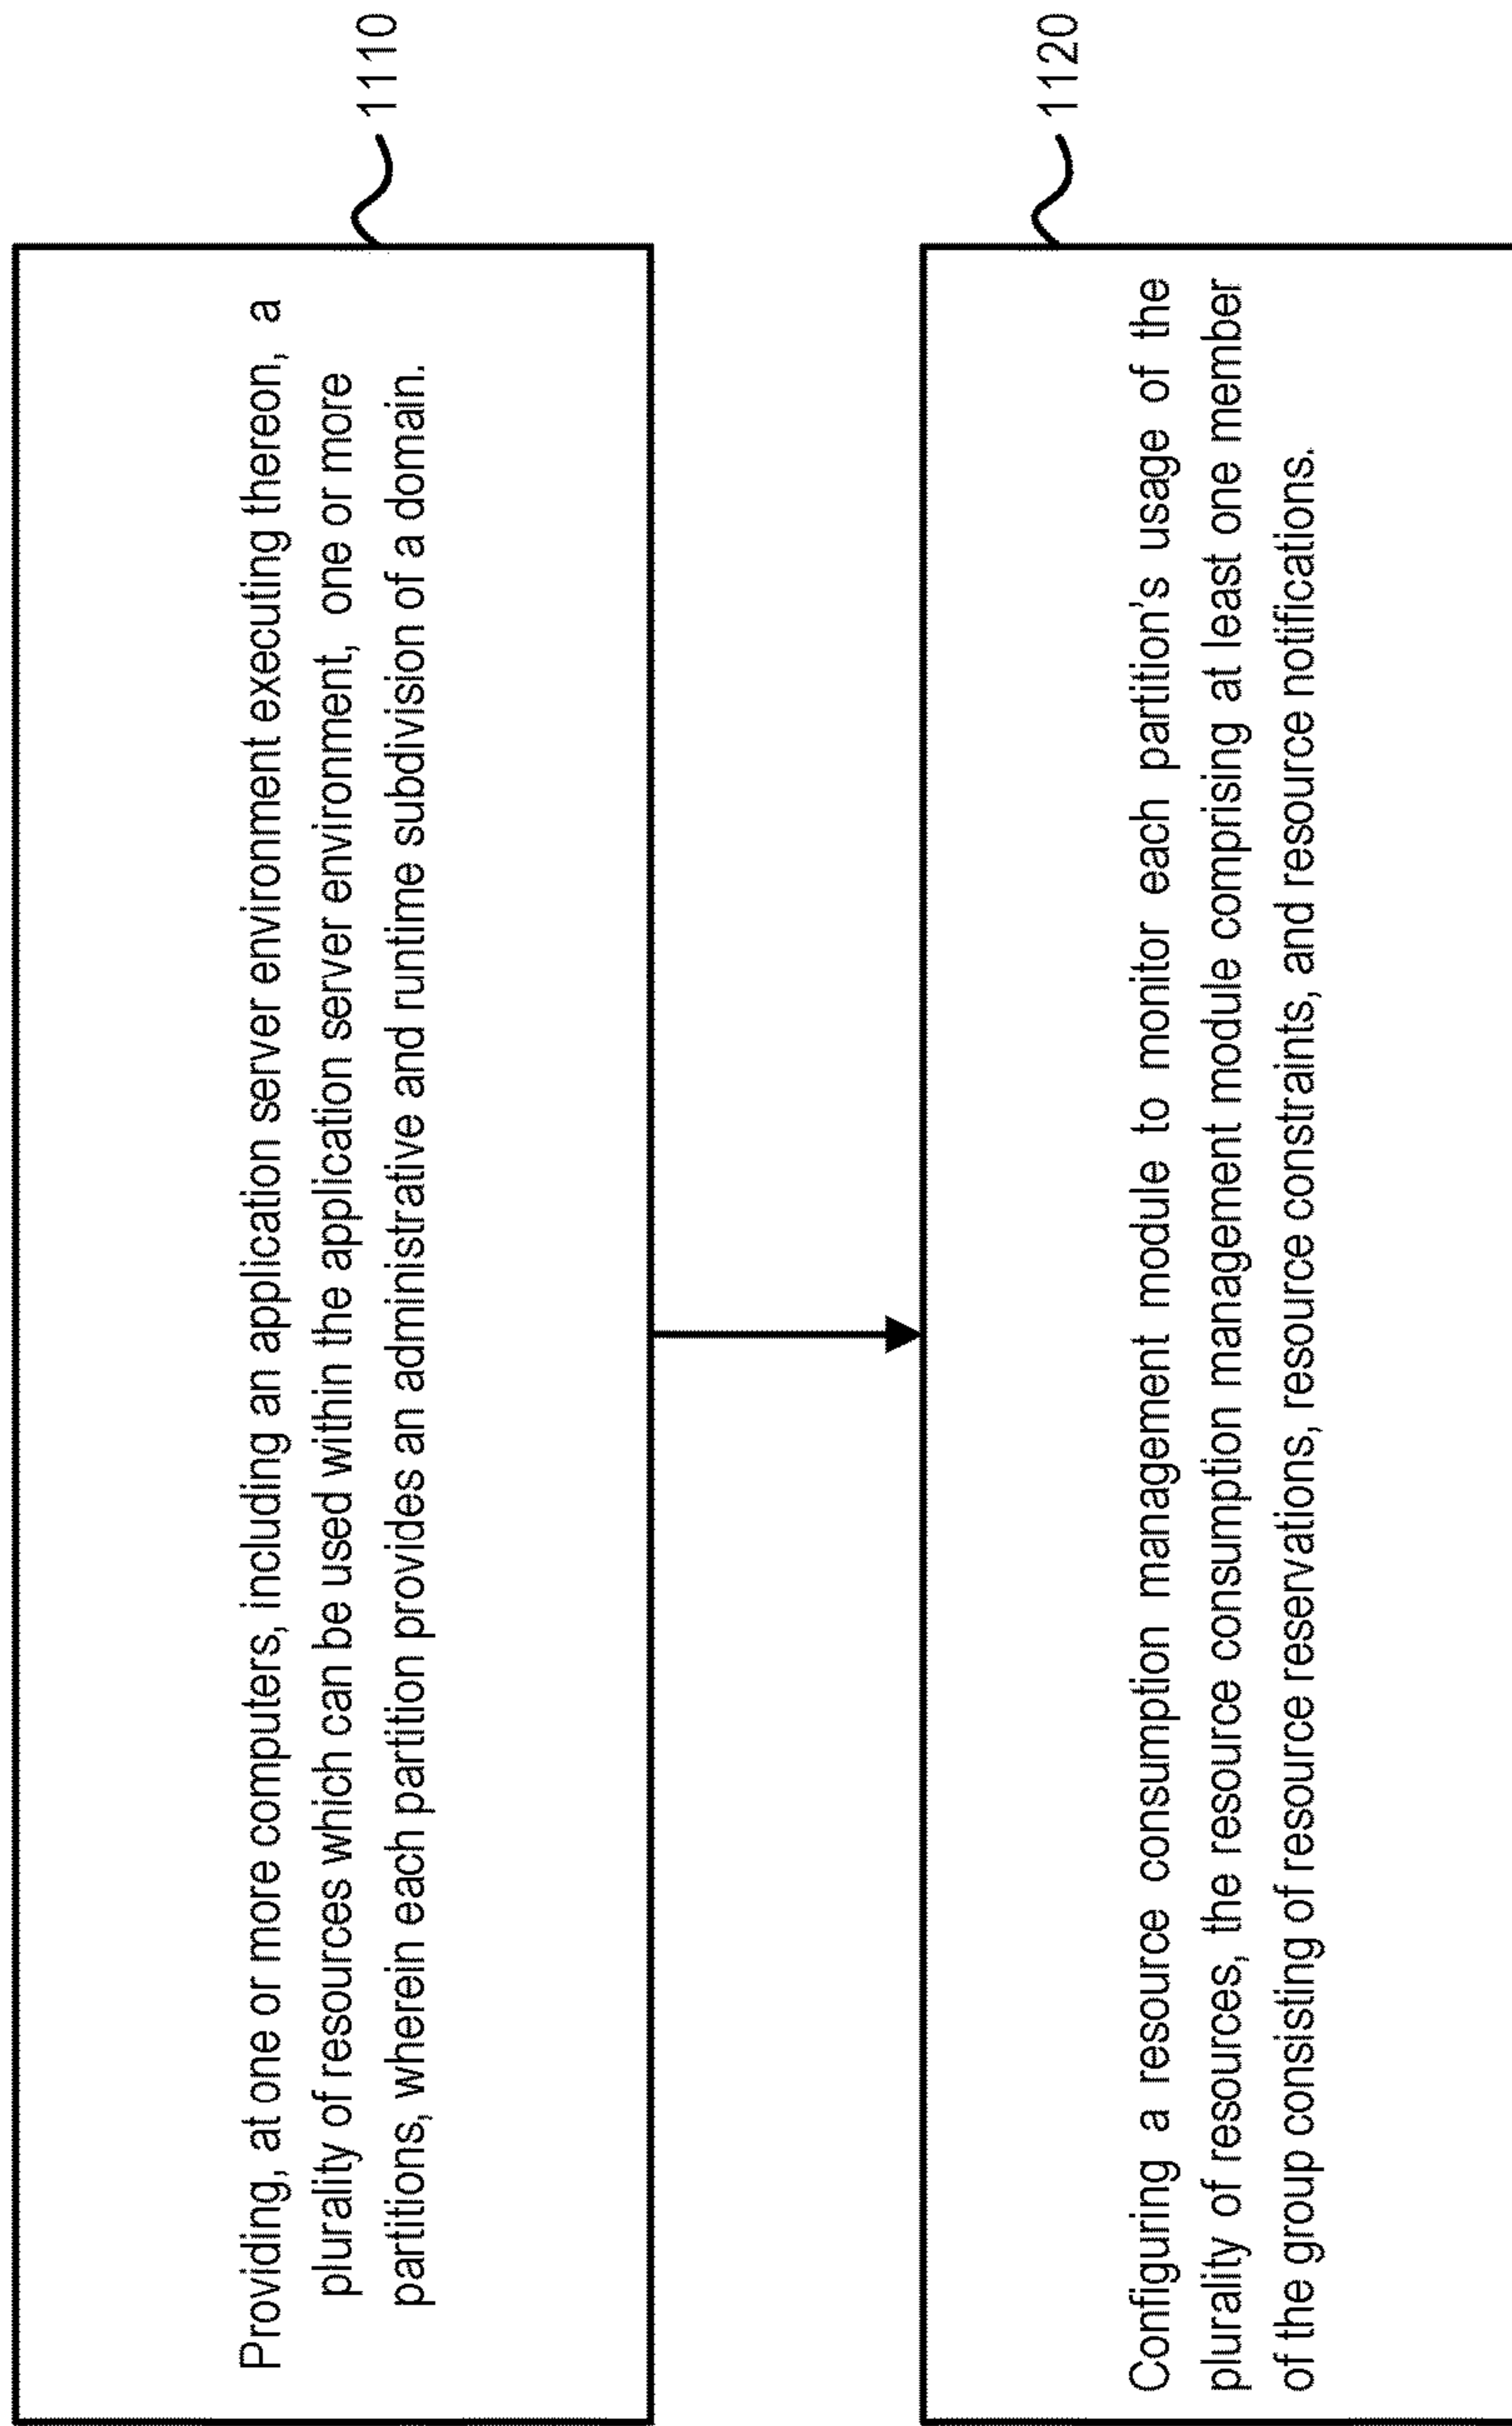 Providing, at one or more computers, including an application server environment executing thereon, a
plurality of resources which can be used within the application server environment, one or more
partitions, wherein each partition provides an administrative and runtime subdivision of a domain.
1110
Configuring a resource consumption management module to monitor each partition's usage of the
plurality of resources, the resource consumption management module comprising at least one member
of the group consisting of resource reservations, resource constraints, and resource notifications.
1120